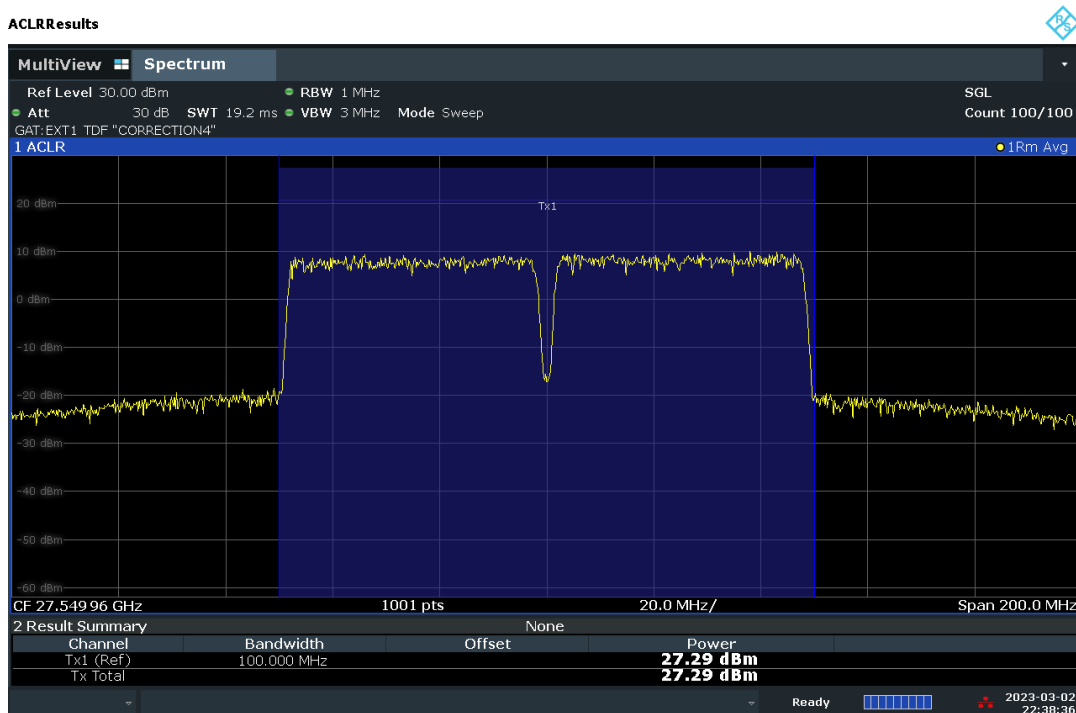 ACLRResults
R&S
MultiView Spectrum
Ref Level 30.00 dBm RBW 1 MHz SGL
Att 30 dB SWT 19.2 ms VBW 3 MHz Mode Sweep Count 100/100
GAT:EXT1 TDF "CORRECTION4"
1 ACLR 1Rm Avg
20 dBm
Tx1
10 dBm
0 dBm
-10 dBm
-20 dBm
-30 dBm
-40 dBm
-50 dBm
-60 dBm
CF 27.54996 GHz 1001 pts 20.0 MHz/ Span 200.0 MHz
2 Result Summary None
Channel Bandwidth Offset Power
Tx1 (Ref) 100.000 MHz 27.29 dBm
Tx Total 27.29 dBm
Ready 2023-03-02
22:38:36